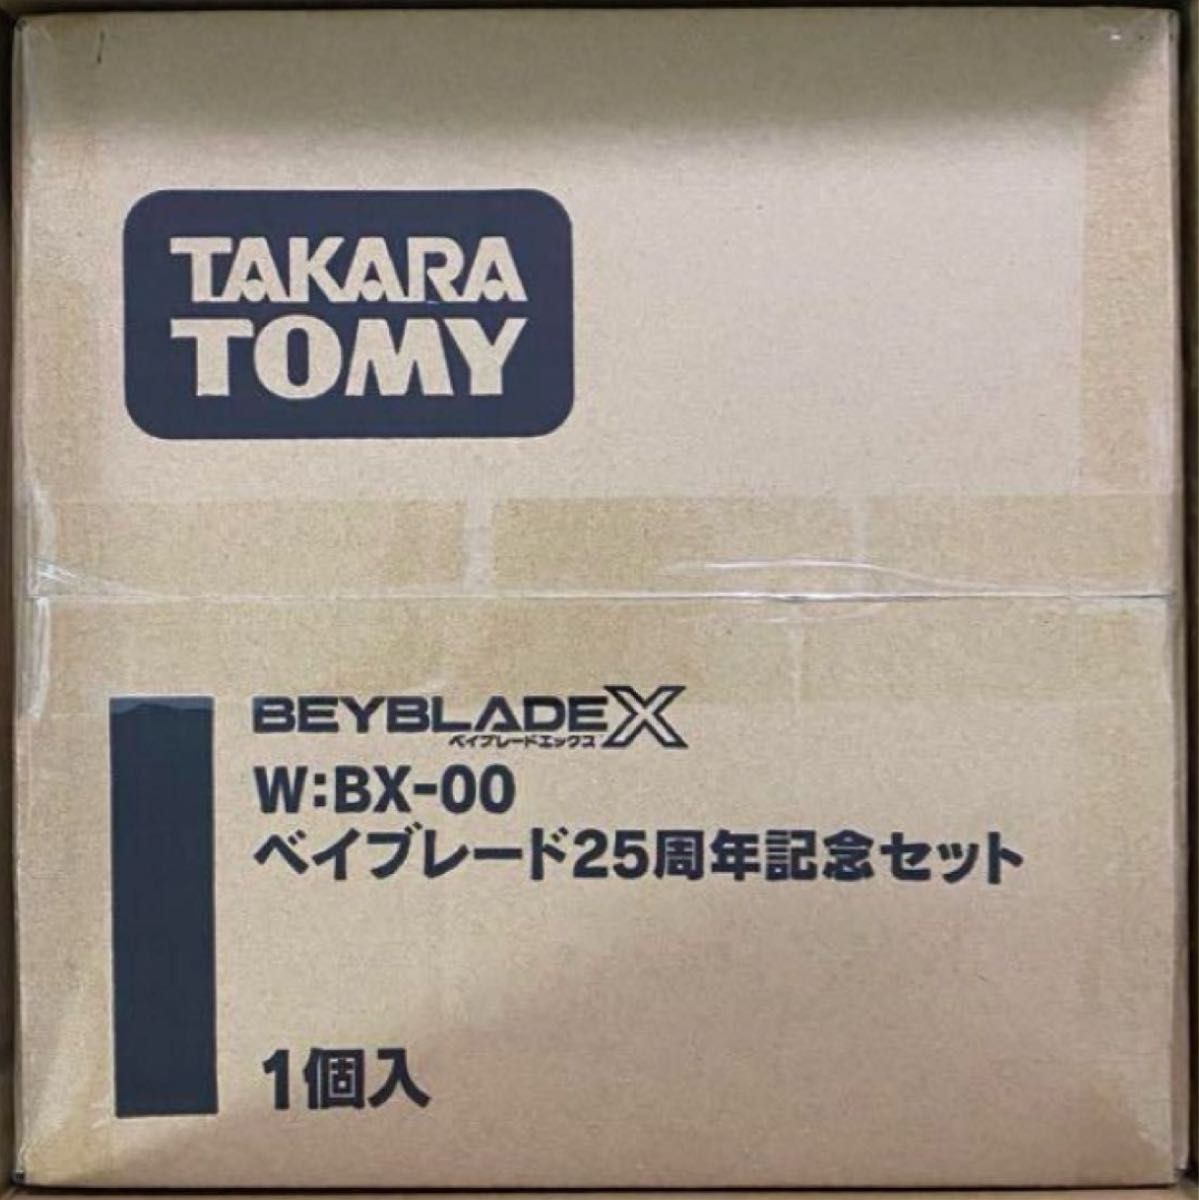 TAKARA
TOMY
BEYBLADE X
ベイブレードエックス
W:BX-00
ベイブレード25周年記念セット
1個入